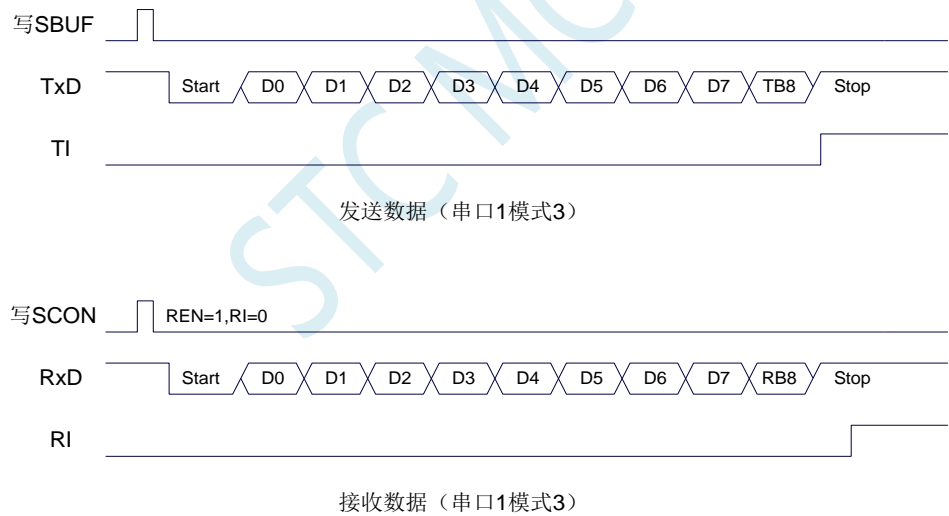 写SBUF
TxD Start D0 D1 D2 D3 D4 D5 D6 D7 TB8 Stop
TI
发送数据（串口1模式3）
写SCON REN=1,RI=0
RxD Start D0 D1 D2 D3 D4 D5 D6 D7 RB8 Stop
RI
接收数据（串口1模式3）
STC MC